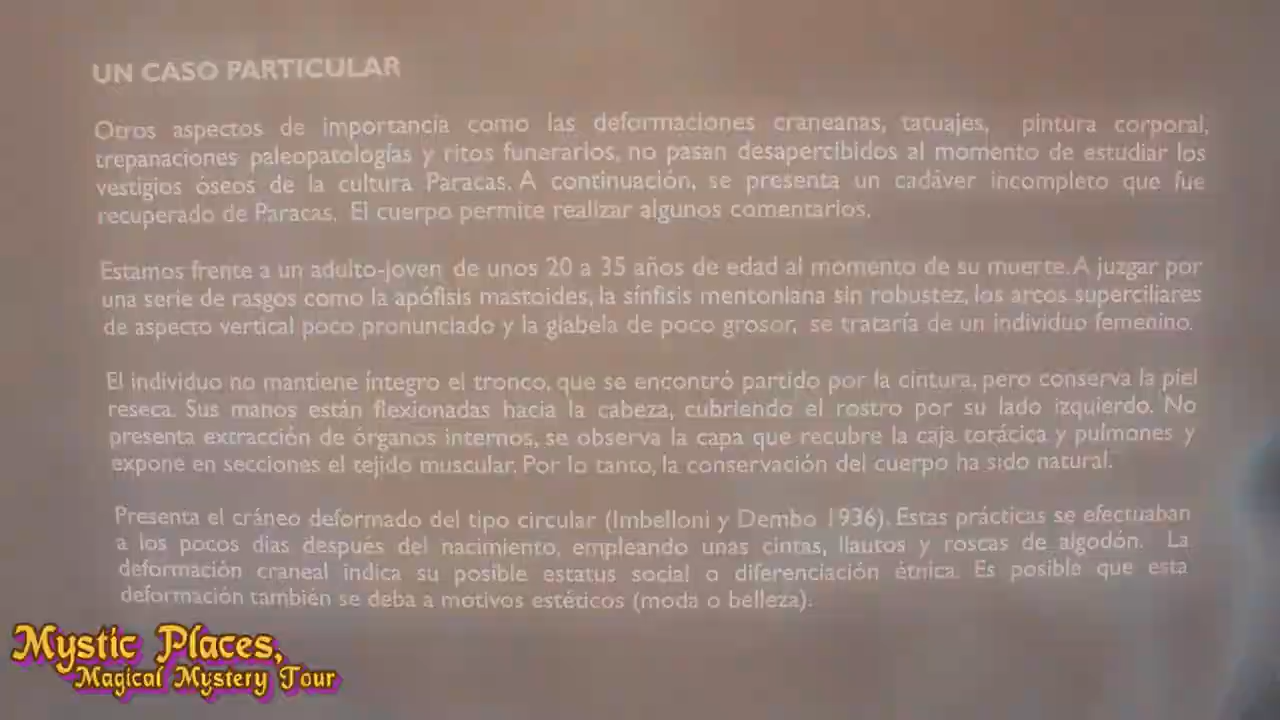 UN CASO PARTICULAR
Otros aspectos de importancia como las deformaciones craneanas, tatuajes, pintura corporal,
trepanaciones paleopatologías y ritos funerarios, no pasan desapercibidos al momento de estudiar los
vestigios óseos de la cultura Paracas. A continuación, se presenta un cadáver incompleto que fue
recuperado de Paracas. El cuerpo permite realizar algunos comentarios.
Estamos frente a un adulto-joven de unos 20 a 35 años de edad al momento de su muerte. A juzgar por
una serie de rasgos como la apófisis mastoides, la sínfisis mentoniana sin robustez, los arcos superciliares
de aspecto vertical poco pronunciado y la glabela de poco grosor, se trataría de un individuo femenino.
El individuo no mantiene íntegro el tronco, que se encontró partido por la cintura, pero conserva la piel
reseca. Sus manos están flexionadas hacia la cabeza, cubriendo el rostro por su lado izquierdo. No
presenta extracción de órganos internos, se observa la capa que recubre la caja torácica y pulmones y
expone en secciones el tejido muscular. Por lo tanto, la conservación del cuerpo ha sido natural.
Presenta el cráneo deformado del tipo circular (Imbelloni y Dembo 1936). Estas prácticas se efectuaban
a los pocos días después del nacimiento, empleando unas cintas, llautos y roscas de algodón. La
deformación craneal indica su posible estatus social o diferenciación étnica. Es posible que esta
deformación también se deba a motivos estéticos (moda o belleza).
Mystic Places,
Magical Mystery Tour